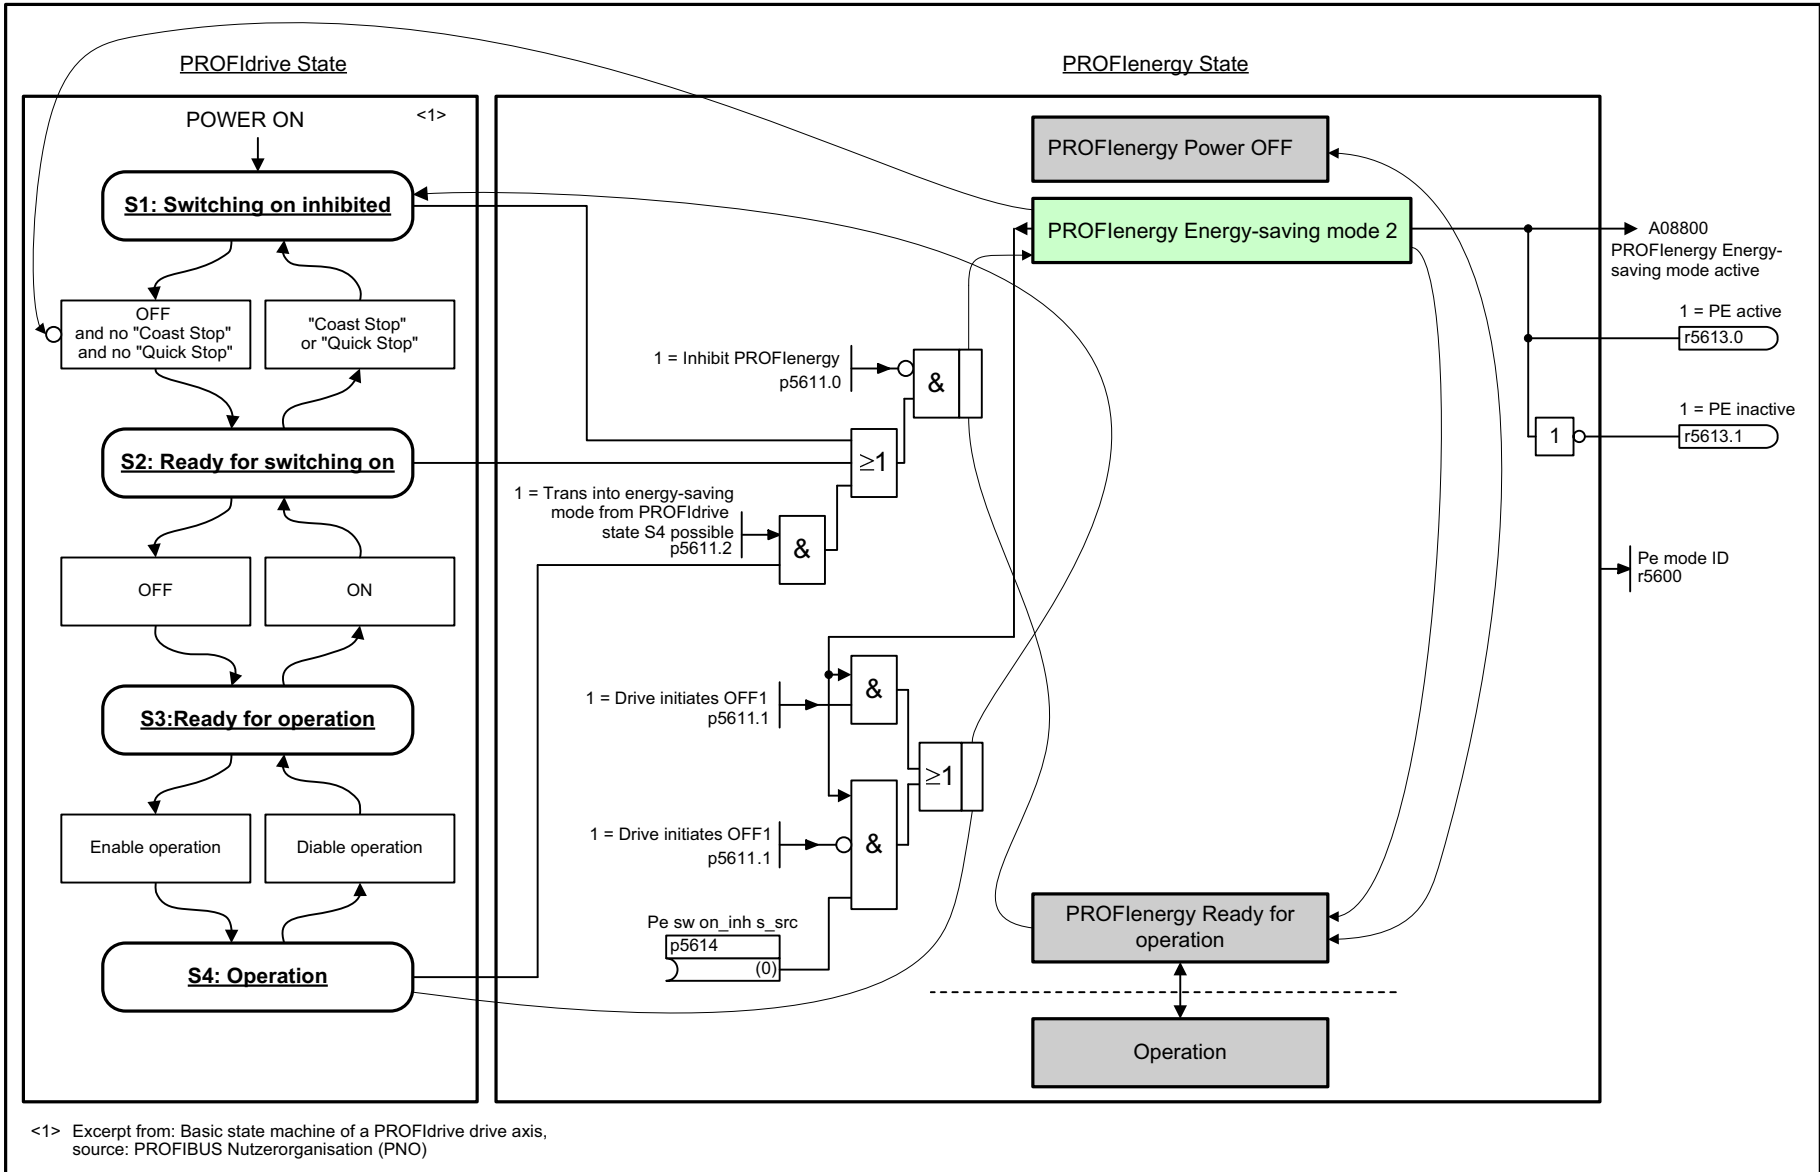 PROFIdrive State
PROFIenergy State
POWER ON
<1>
S1: Switching on inhibited
OFF
and no "Coast Stop"
and no "Quick Stop"
"Coast Stop"
or "Quick Stop"
S2: Ready for switching on
OFF
ON
S3:Ready for operation
Enable operation
Diable operation
S4: Operation
PROFIenergy Power OFF
PROFIenergy Energy-saving mode 2
A08800
PROFIenergy Energy-
saving mode active
1 = PE active
r5613.0
1 = PE inactive
1
r5613.1
Pe mode ID
r5600
1 = Inhibit PROFIenergy
p5611.0
&
≥1
1 = Trans into energy-saving
mode from PROFIdrive
state S4 possible
p5611.2
&
1 = Drive initiates OFF1
p5611.1
&
≥1
1 = Drive initiates OFF1
p5611.1
&
Pe sw on_inh s_src
p5614
(0)
PROFIenergy Ready for
operation
Operation
<1> Excerpt from: Basic state machine of a PROFIdrive drive axis,
source: PROFIBUS Nutzerorganisation (PNO)